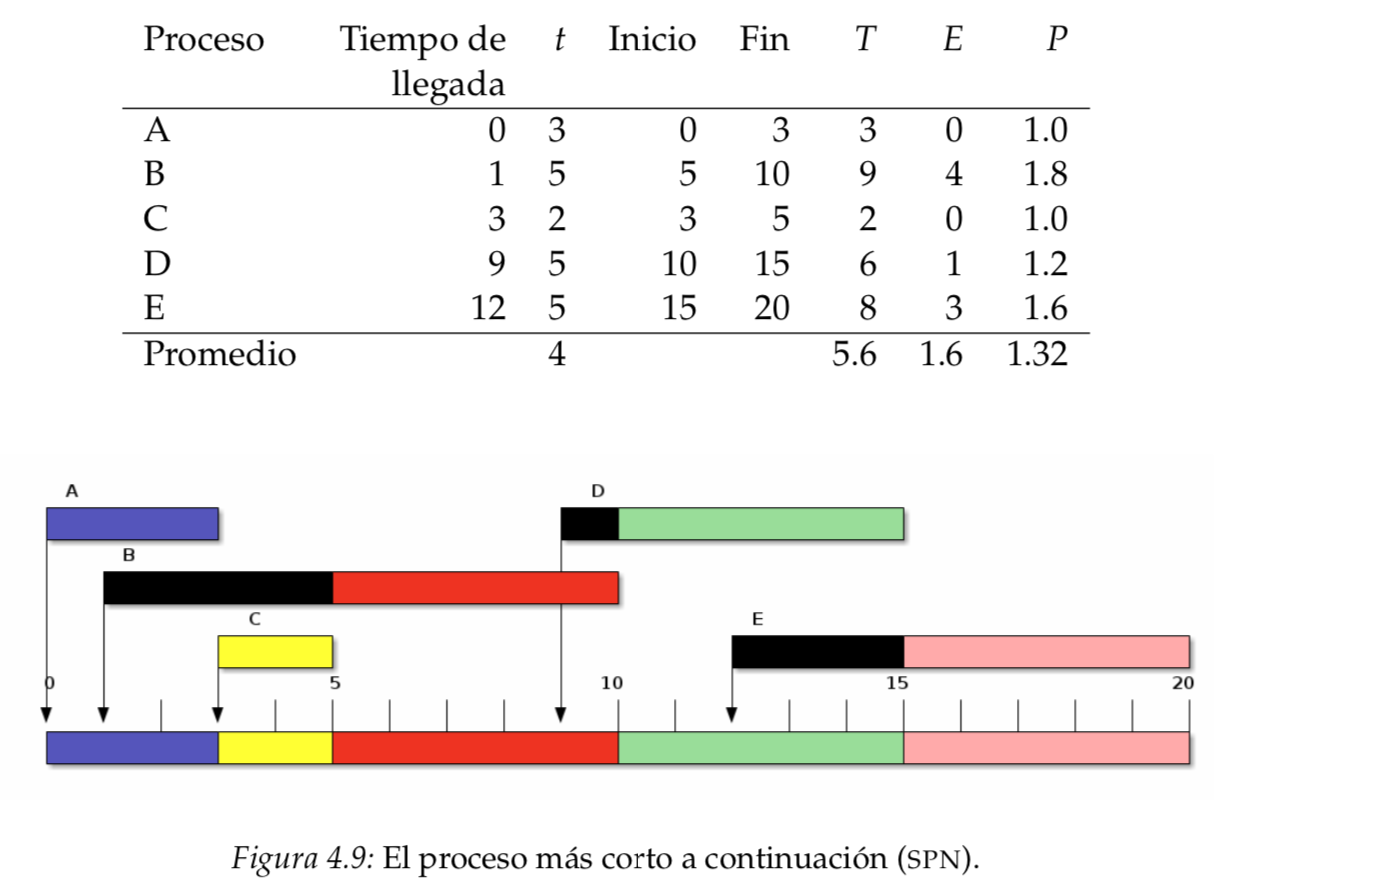 Proceso Tiempo de llegada t Inicio Fin T E P
A 0 3 0 3 3 0 1.0
B 1 5 5 10 9 4 1.8
C 3 2 3 5 2 0 1.0
D 9 5 10 15 6 1 1.2
E 12 5 15 20 8 3 1.6
Promedio 4 5.6 1.6 1.32
A D
B
C E
0 5 10 15 20
Figura 4.9: El proceso más corto a continuación (SPN).